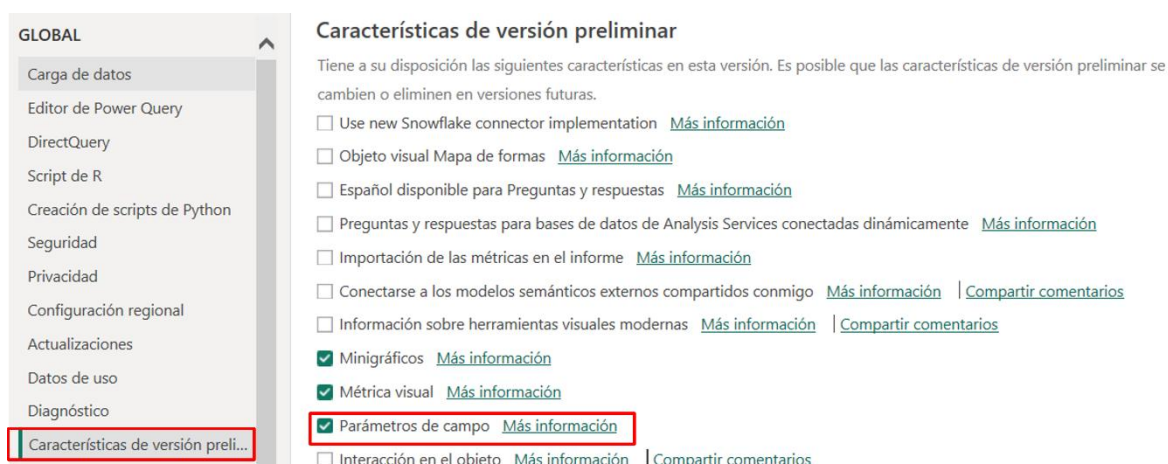 GLOBAL
Carga de datos
Editor de Power Query
DirectQuery
Script de R
Creación de scripts de Python
Seguridad
Privacidad
Configuración regional
Actualizaciones
Datos de uso
Diagnóstico
Características de versión preli...
Características de versión preliminar
Tiene a su disposición las siguientes características en esta versión. Es posible que las características de versión preliminar se
cambien o eliminen en versiones futuras.
Use new Snowflake connector implementation Más información
Objeto visual Mapa de formas Más información
Español disponible para Preguntas y respuestas Más información
Preguntas y respuestas para bases de datos de Analysis Services conectadas dinámicamente Más información
Importación de las métricas en el informe Más información
Conectarse a los modelos semánticos externos compartidos conmigo Más información | Compartir comentarios
Información sobre herramientas visuales modernas Más información | Compartir comentarios
Minigráficos Más información
Métrica visual Más información
Parámetros de campo Más información
Interacción en el objeto Más información | Compartir comentarios